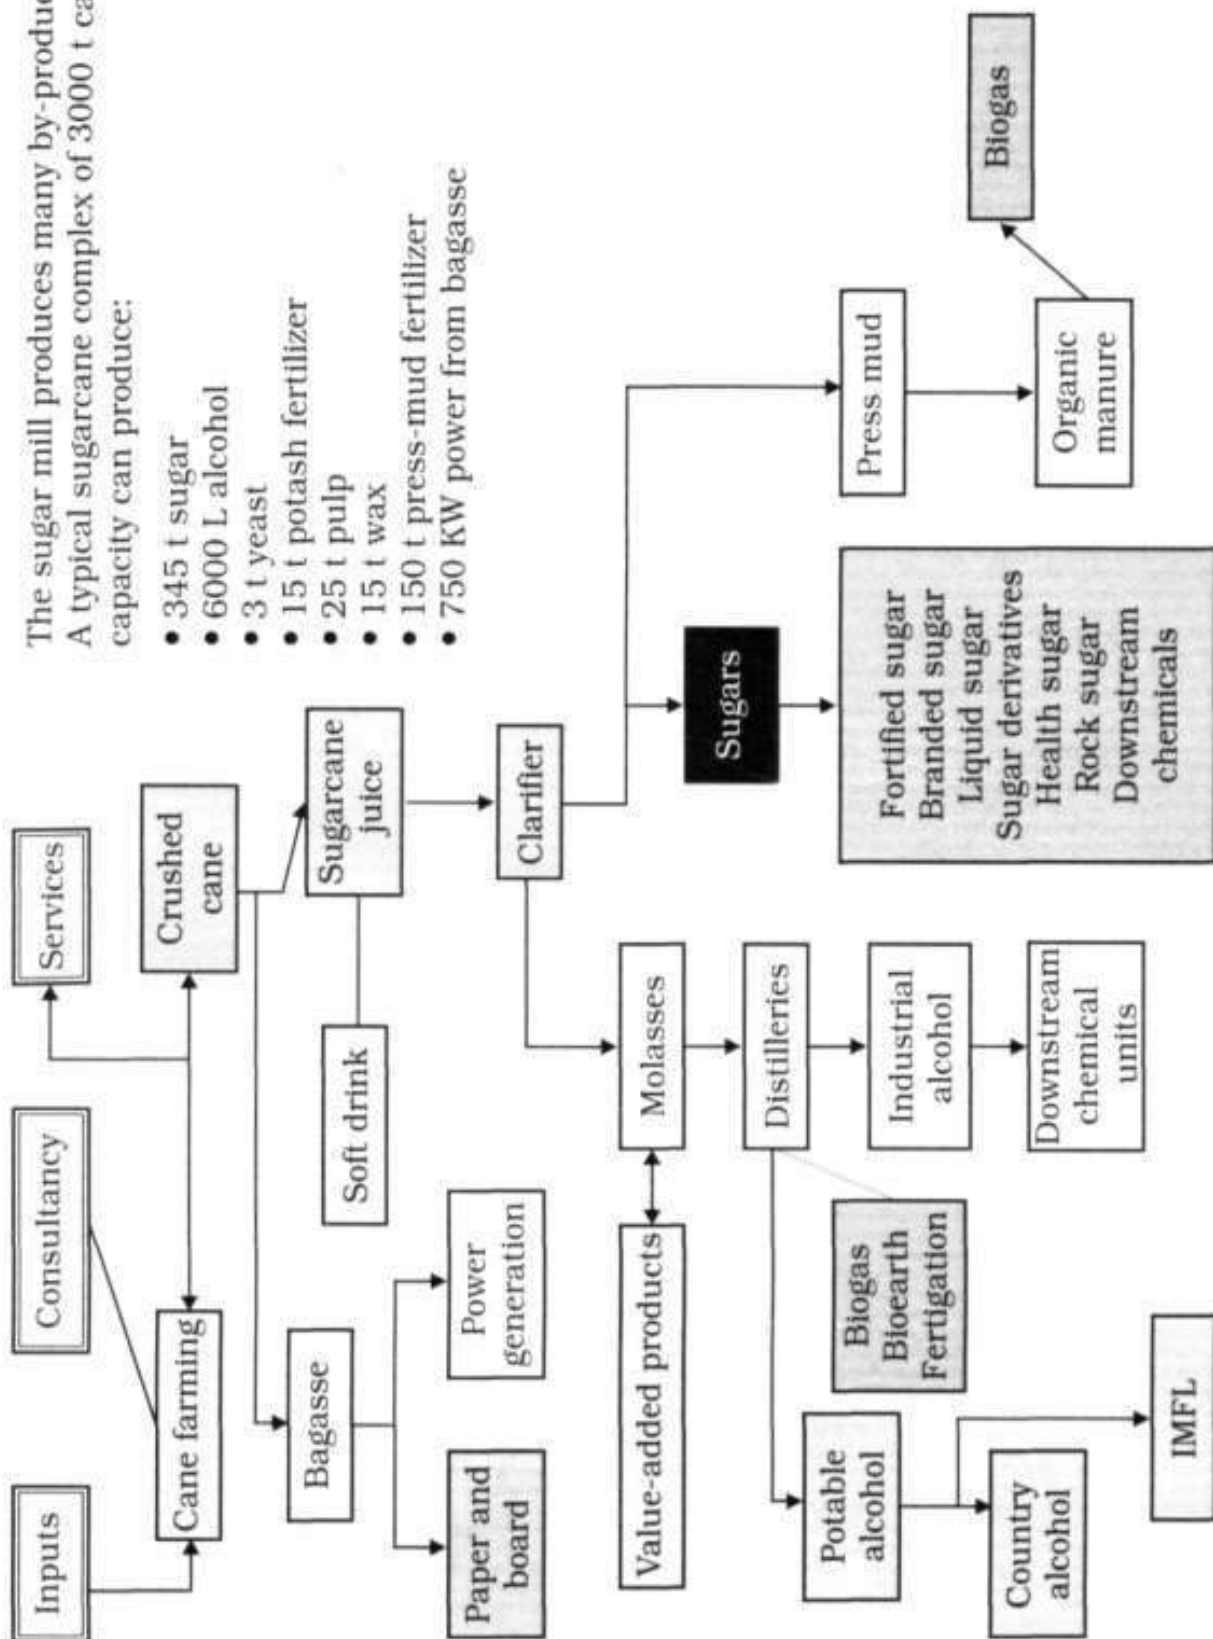 The sugar mill produces many by-produc
A typical sugarcane complex of 3000 t ca
capacity can produce:
• 345 t sugar
• 6000 L alcohol
• 3 t yeast
• 15 t potash fertilizer
• 25 t pulp
• 15 t wax
• 150 t press-mud fertilizer
• 750 KW power from bagasse
Inputs
Consultancy
Services
Cane farming
Crushed
cane
Bagasse
Soft drink
Sugarcane
juice
Paper and
board
Power
generation
Clarifier
Value-added products
Molasses
Sugars
Distilleries
Potable
alcohol
Biogas
Bioearth
Fertigation
Industrial
alcohol
Fortified sugar
Branded sugar
Liquid sugar
Sugar derivatives
Health sugar
Rock sugar
Downstream
chemicals
Press mud
Country
alcohol
IMFL
Downstream
chemical
units
Organic
manure
Biogas